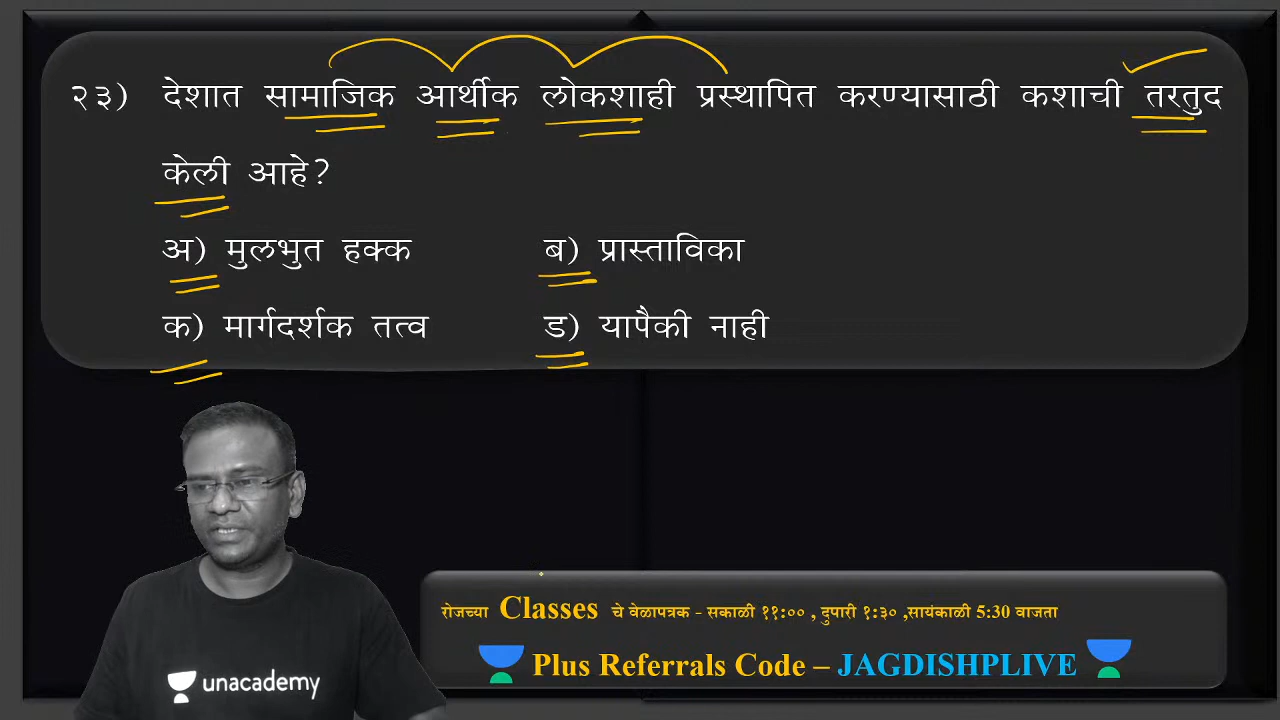 २३) देशात सामाजिक आर्थीक लोकशाही प्रस्थापित करण्यासाठी कशाची तरतुद
केली आहे?
अ) मुलभुत हक्क ब) प्रास्ताविका
क) मार्गदर्शक तत्व ड) यापैकी नाही
रोजच्या Classes चे वेळापत्रक - सकाळी ११:०० , दुपारी १:३० ,सायंकाळी 5:30 वाजता
Plus Referrals Code – JAGDISHPLIVE
unacademy